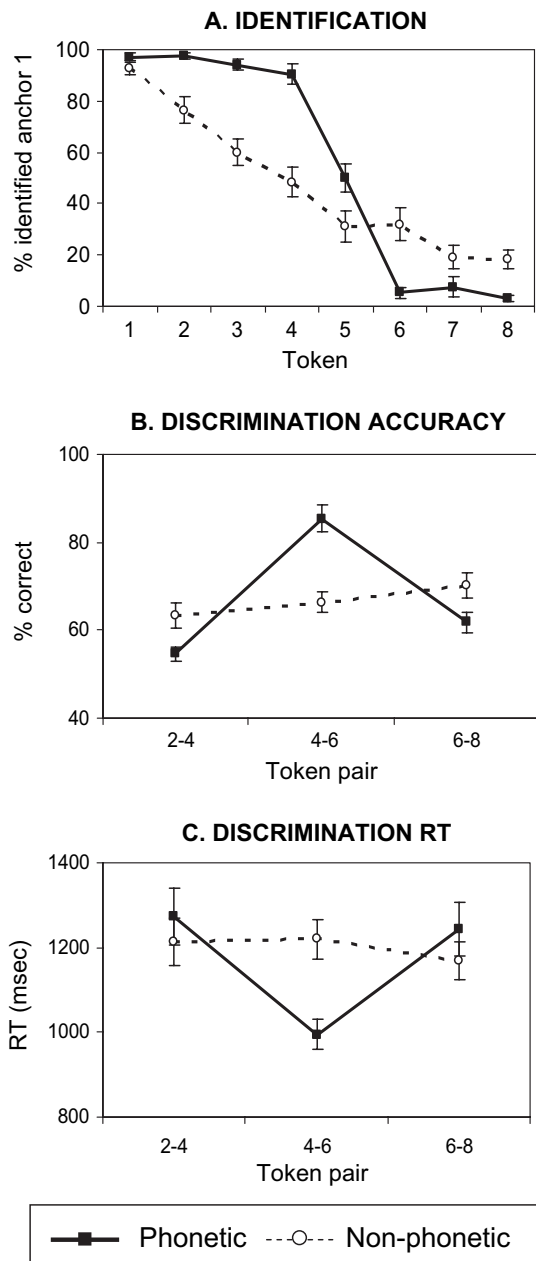 A. IDENTIFICATION
% identified anchor 1
100
80
60
40
20
0
1 2 3 4 5 6 7 8
Token
B. DISCRIMINATION ACCURACY
% correct
100
80
60
40
2-4 4-6 6-8
Token pair
C. DISCRIMINATION RT
RT (msec)
1400
1200
1000
800
2-4 4-6 6-8
Token pair
Phonetic Non-phonetic